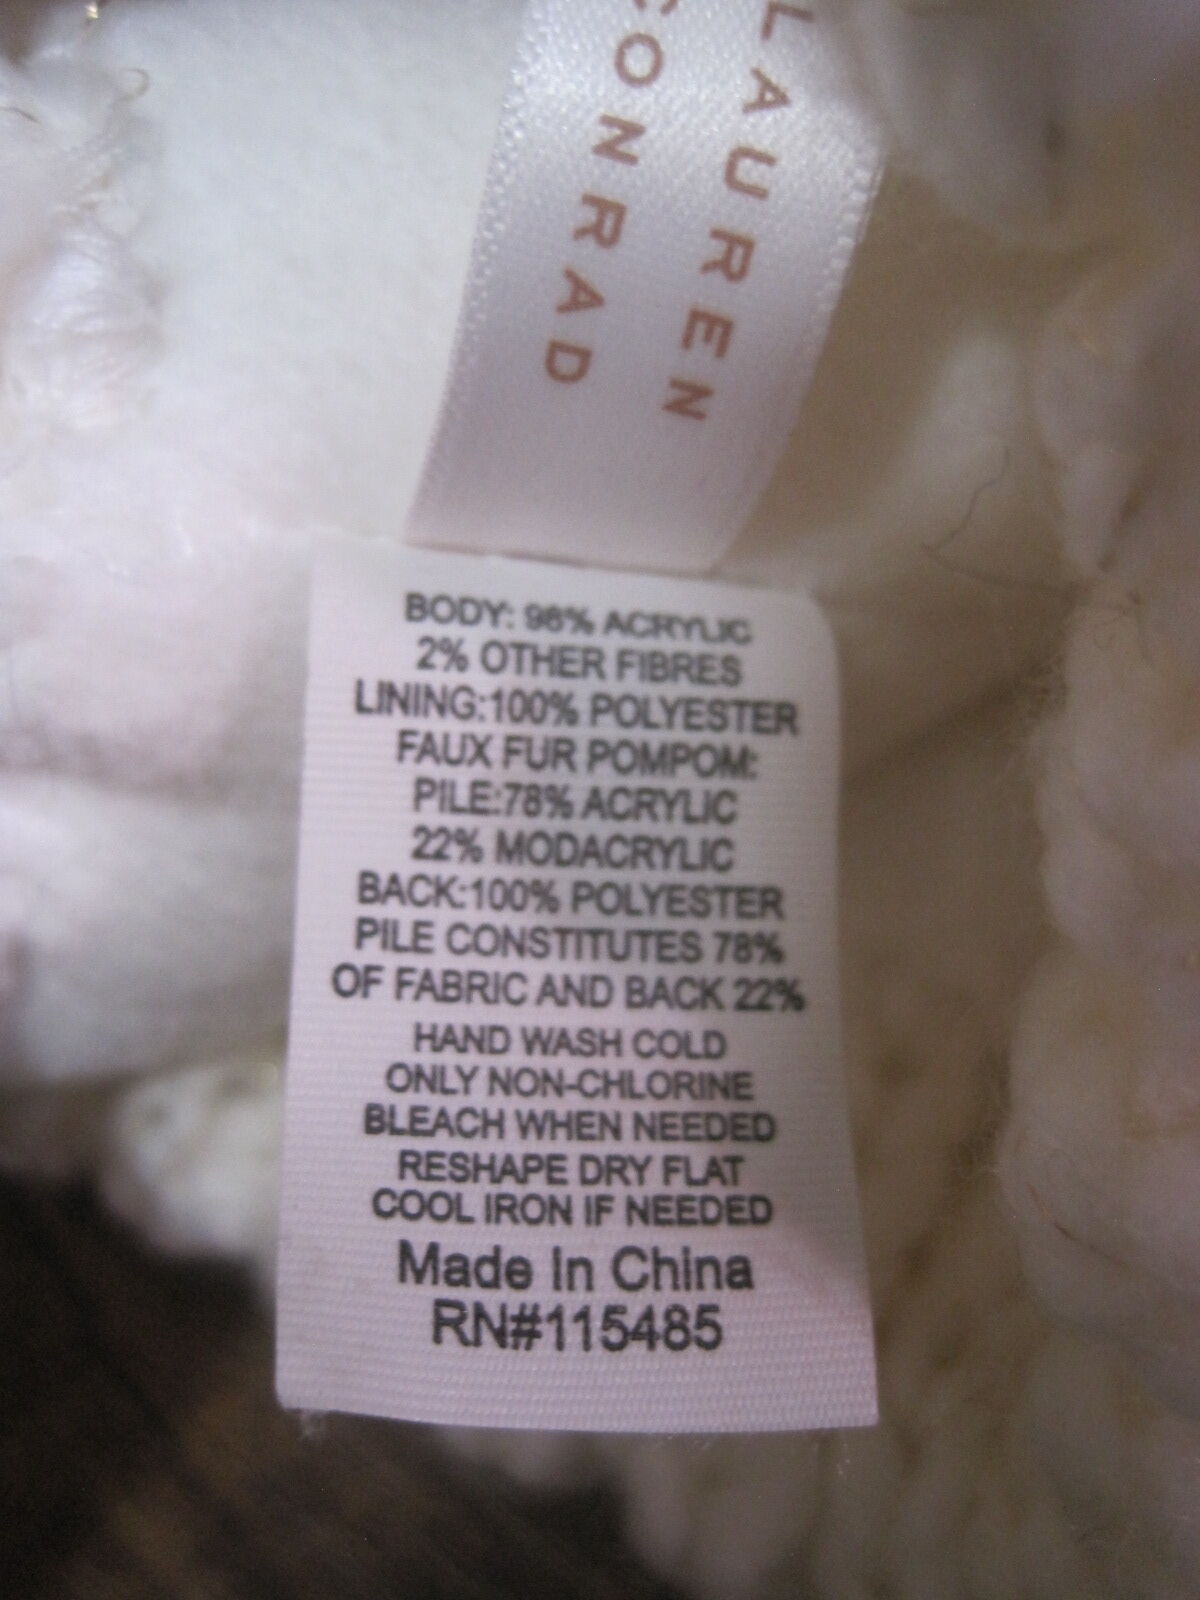 LAUREN
CONRAD
BODY: 98% ACRYLIC
2% OTHER FIBRES
LINING:100% POLYESTER
FAUX FUR POMPOM:
PILE:78% ACRYLIC
22% MODACRYLIC
BACK:100% POLYESTER
PILE CONSTITUTES 78%
OF FABRIC AND BACK 22%
HAND WASH COLD
ONLY NON-CHLORINE
BLEACH WHEN NEEDED
RESHAPE DRY FLAT
COOL IRON IF NEEDED
Made In China
RN#115485